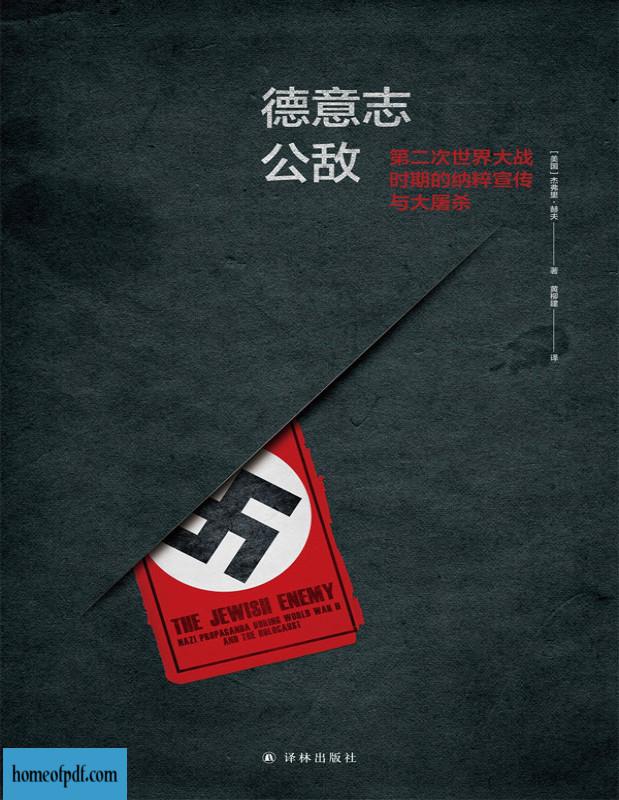 德意志
公敌
第二次世界大战
时期的纳粹宣传
与大屠杀
[美国]杰弗里·赫夫 著 黄柳建 译
THE JEWISH ENEMY
NAZI PROPAGANDA DURING WORLD WAR II
AND THE HOLOCAUST
译林出版社
homeofpdf.com